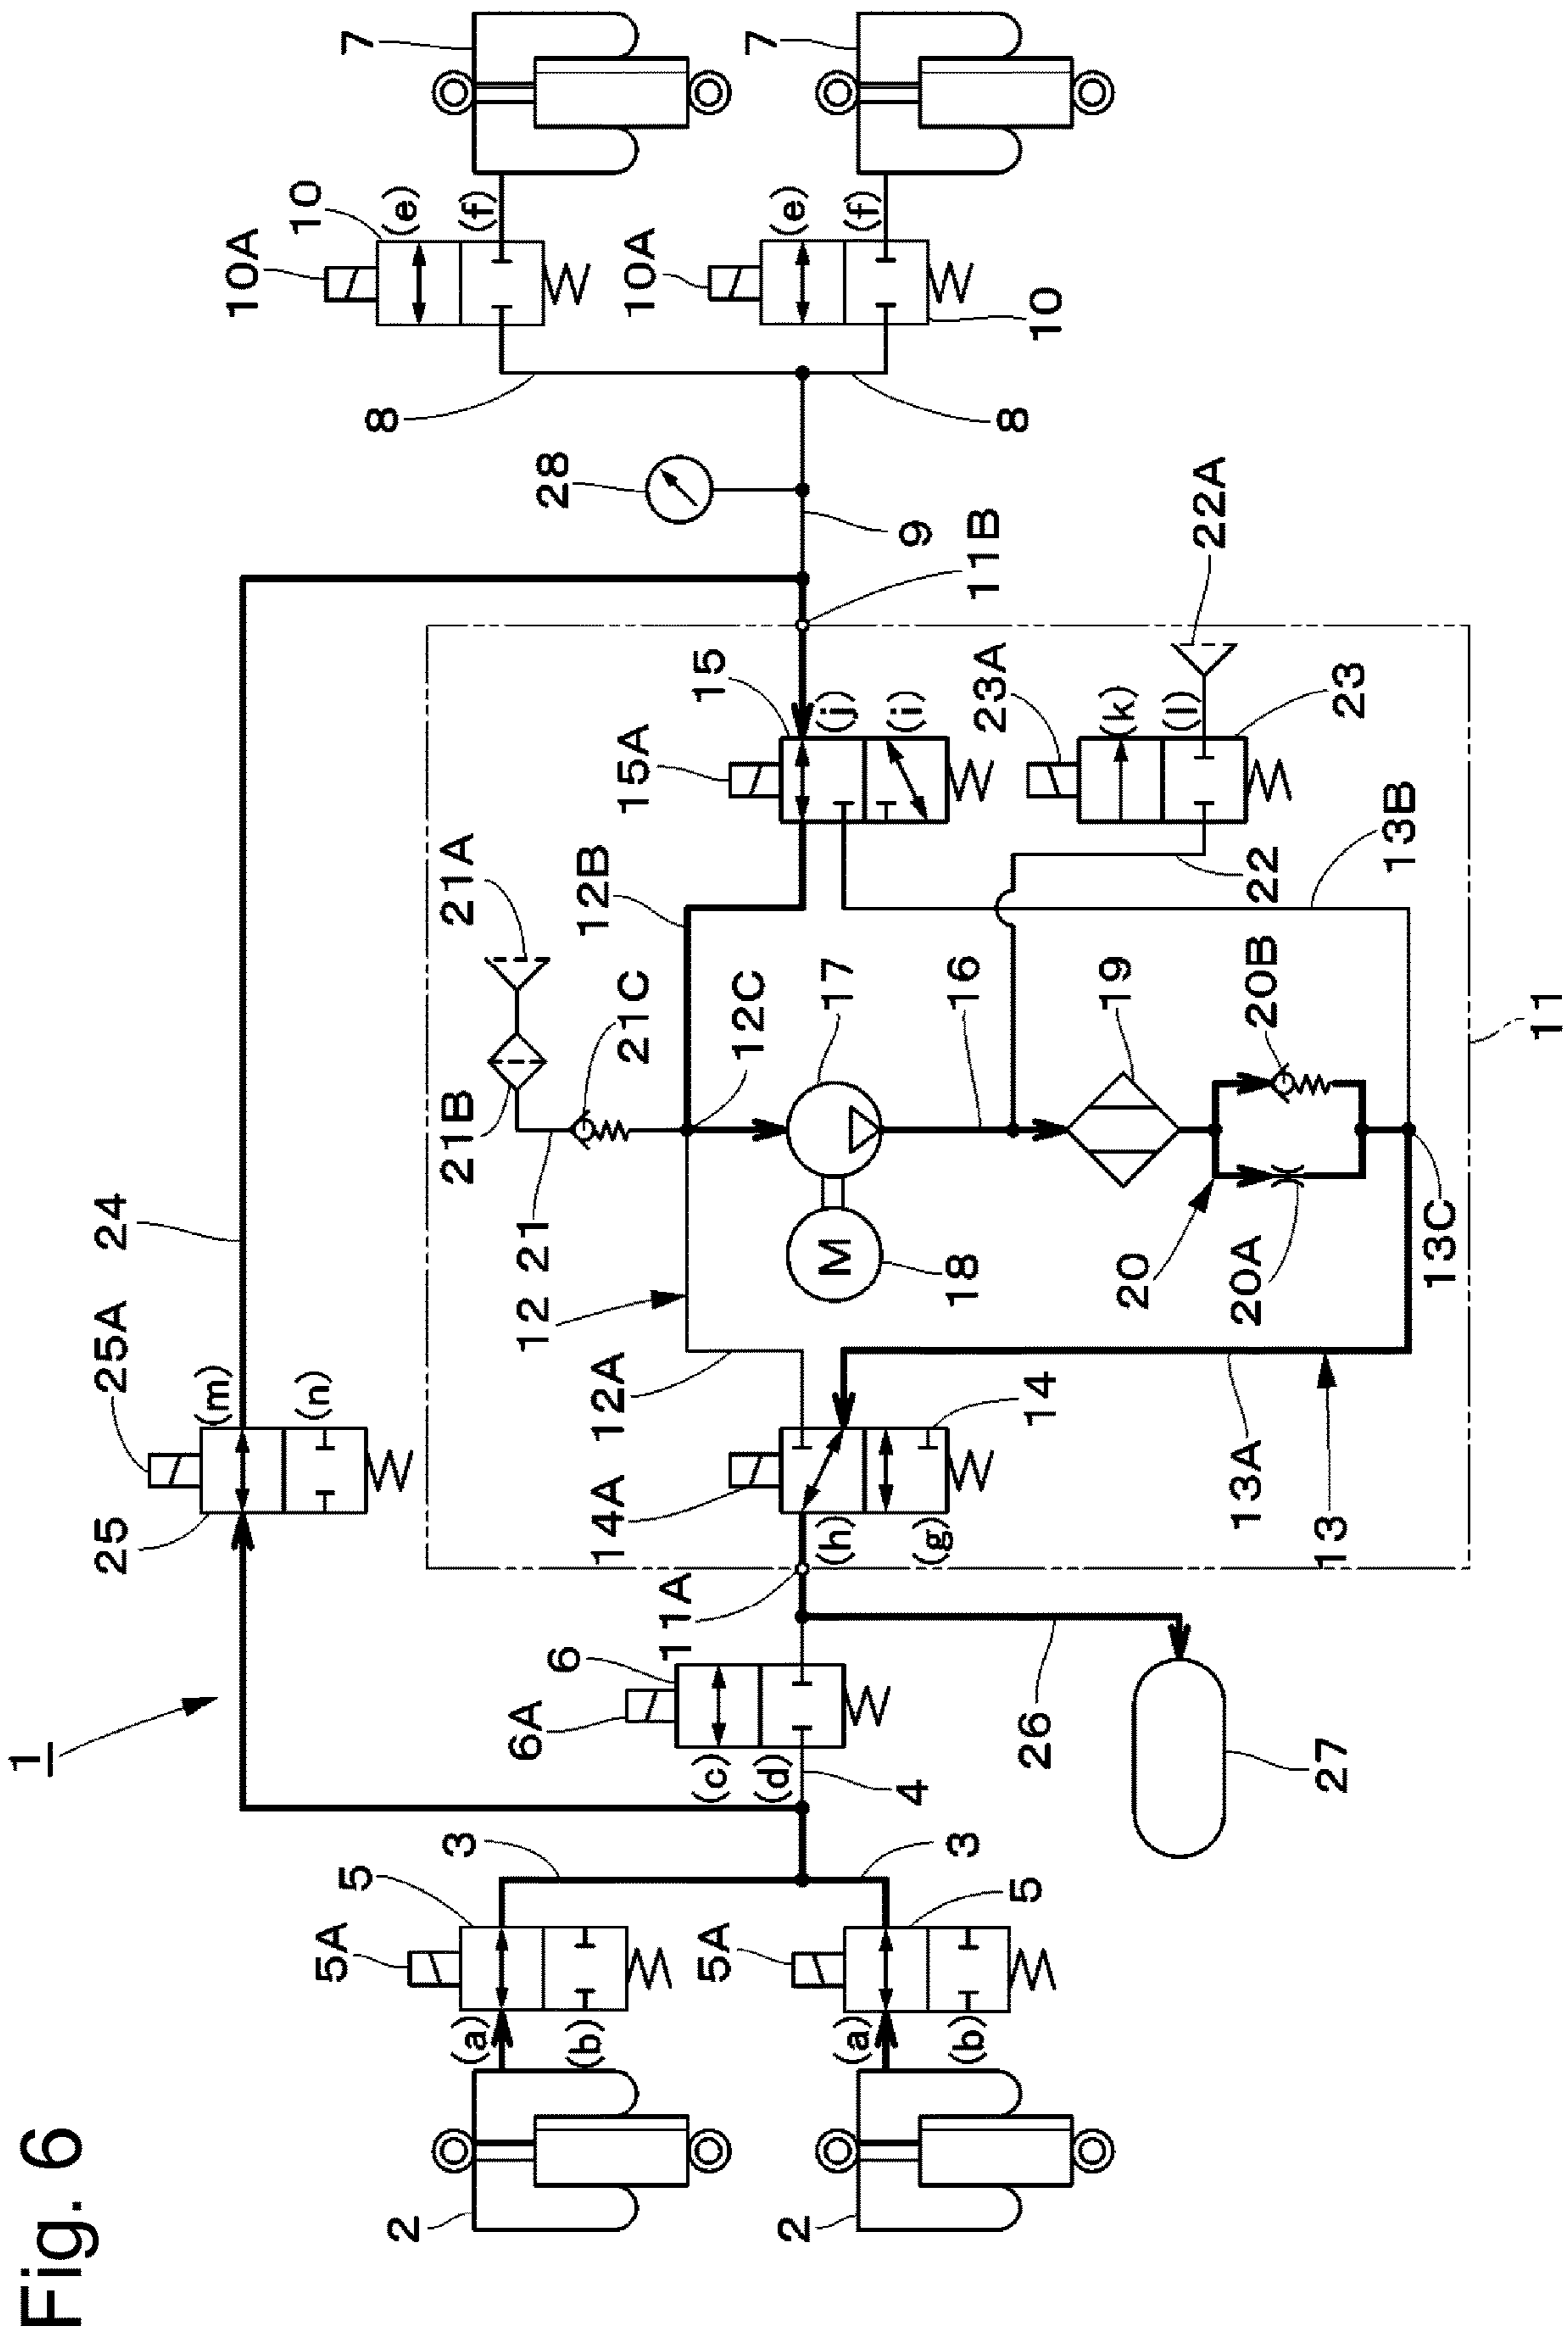 Fig. 6
1
24
25A
25
(m)
(n)
7
7
10A
10
(e)
(f)
10A
10
(e)
(f)
8
8
28
9
11B
22A
15
15A
(j)
(i)
23A
(k)
(l)
23
21A
12B
21C
21B
12C
17
16
19
20B
22
13B
11
21
12
18
20
20A
13C
12A
14A
14
13A
13
(h)
(g)
11A
6
6A
(c)
(d)
4
26
27
3
3
5
5
5A
5A
(a)
(b)
(a)
(b)
2
2
M